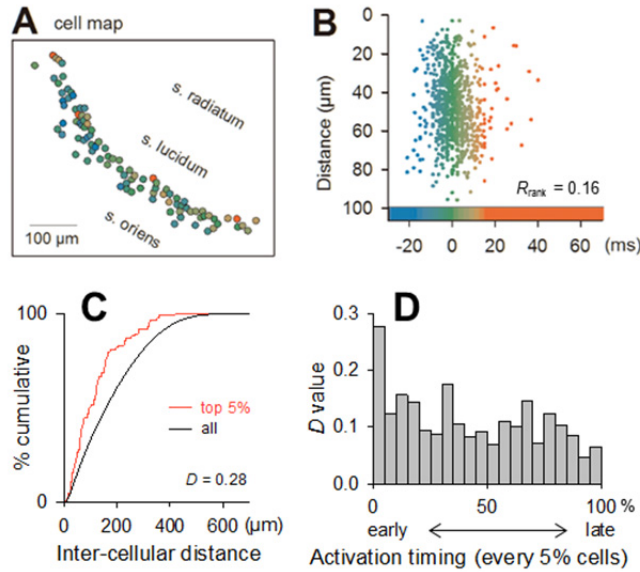 A cell map
s. radiatum
s. lucidum
s. oriens
100 µm
B
0
20
40
60
80
100
Distance (µm)
Rrank = 0.16
-20 0 20 40 60 (ms)
C
100
0
% cumulative
top 5%
all
D = 0.28
0 200 400 600 (µm)
Inter-cellular distance
D
0.3
0.2
0.1
0.0
D value
0 50 100 %
early late
Activation timing (every 5% cells)